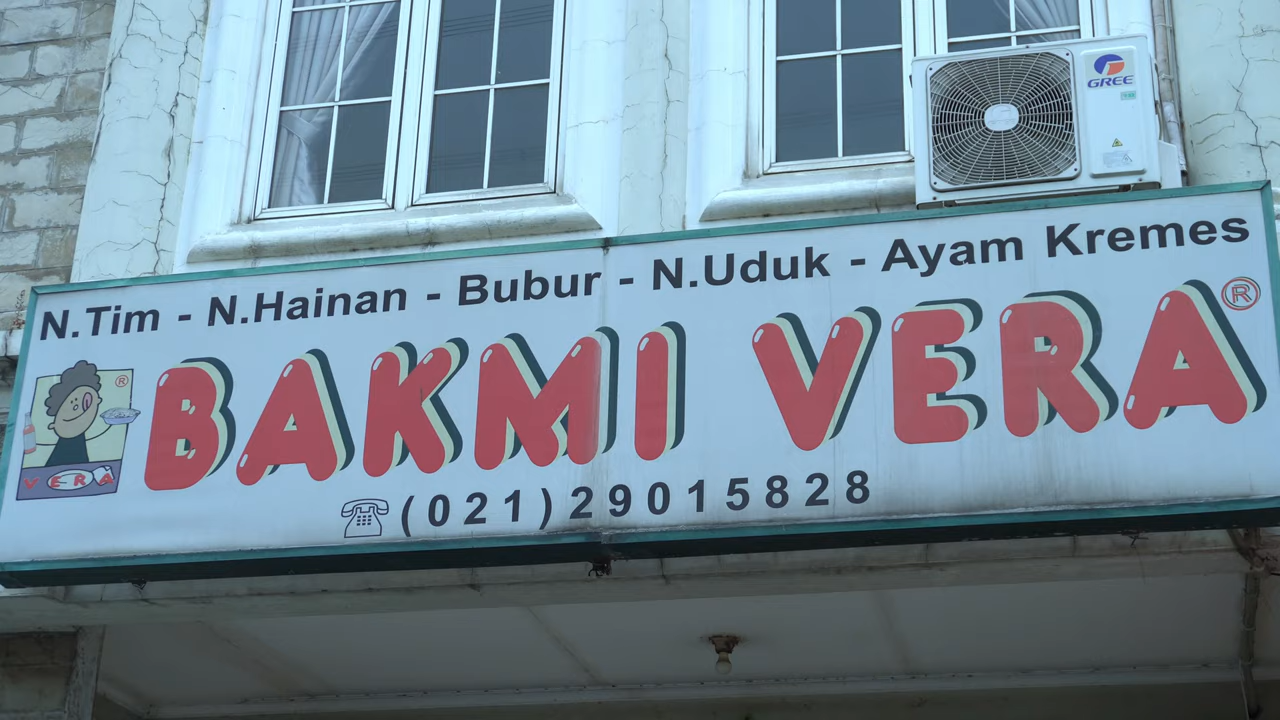 GREE
N.Tim - N.Hainan - Bubur - N.Uduk - Ayam Kremes
BAKMI VERA ®
®
VERA
(021)29015828